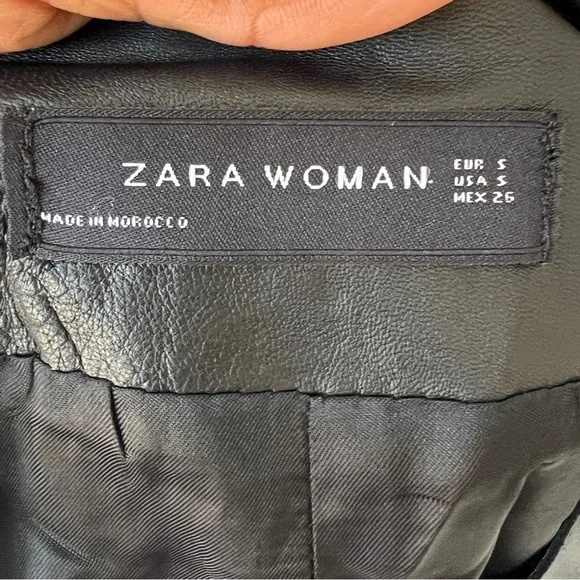 ZARA WOMAN
EUR S
USA S
MEX 26
MADE IN MOROCCO